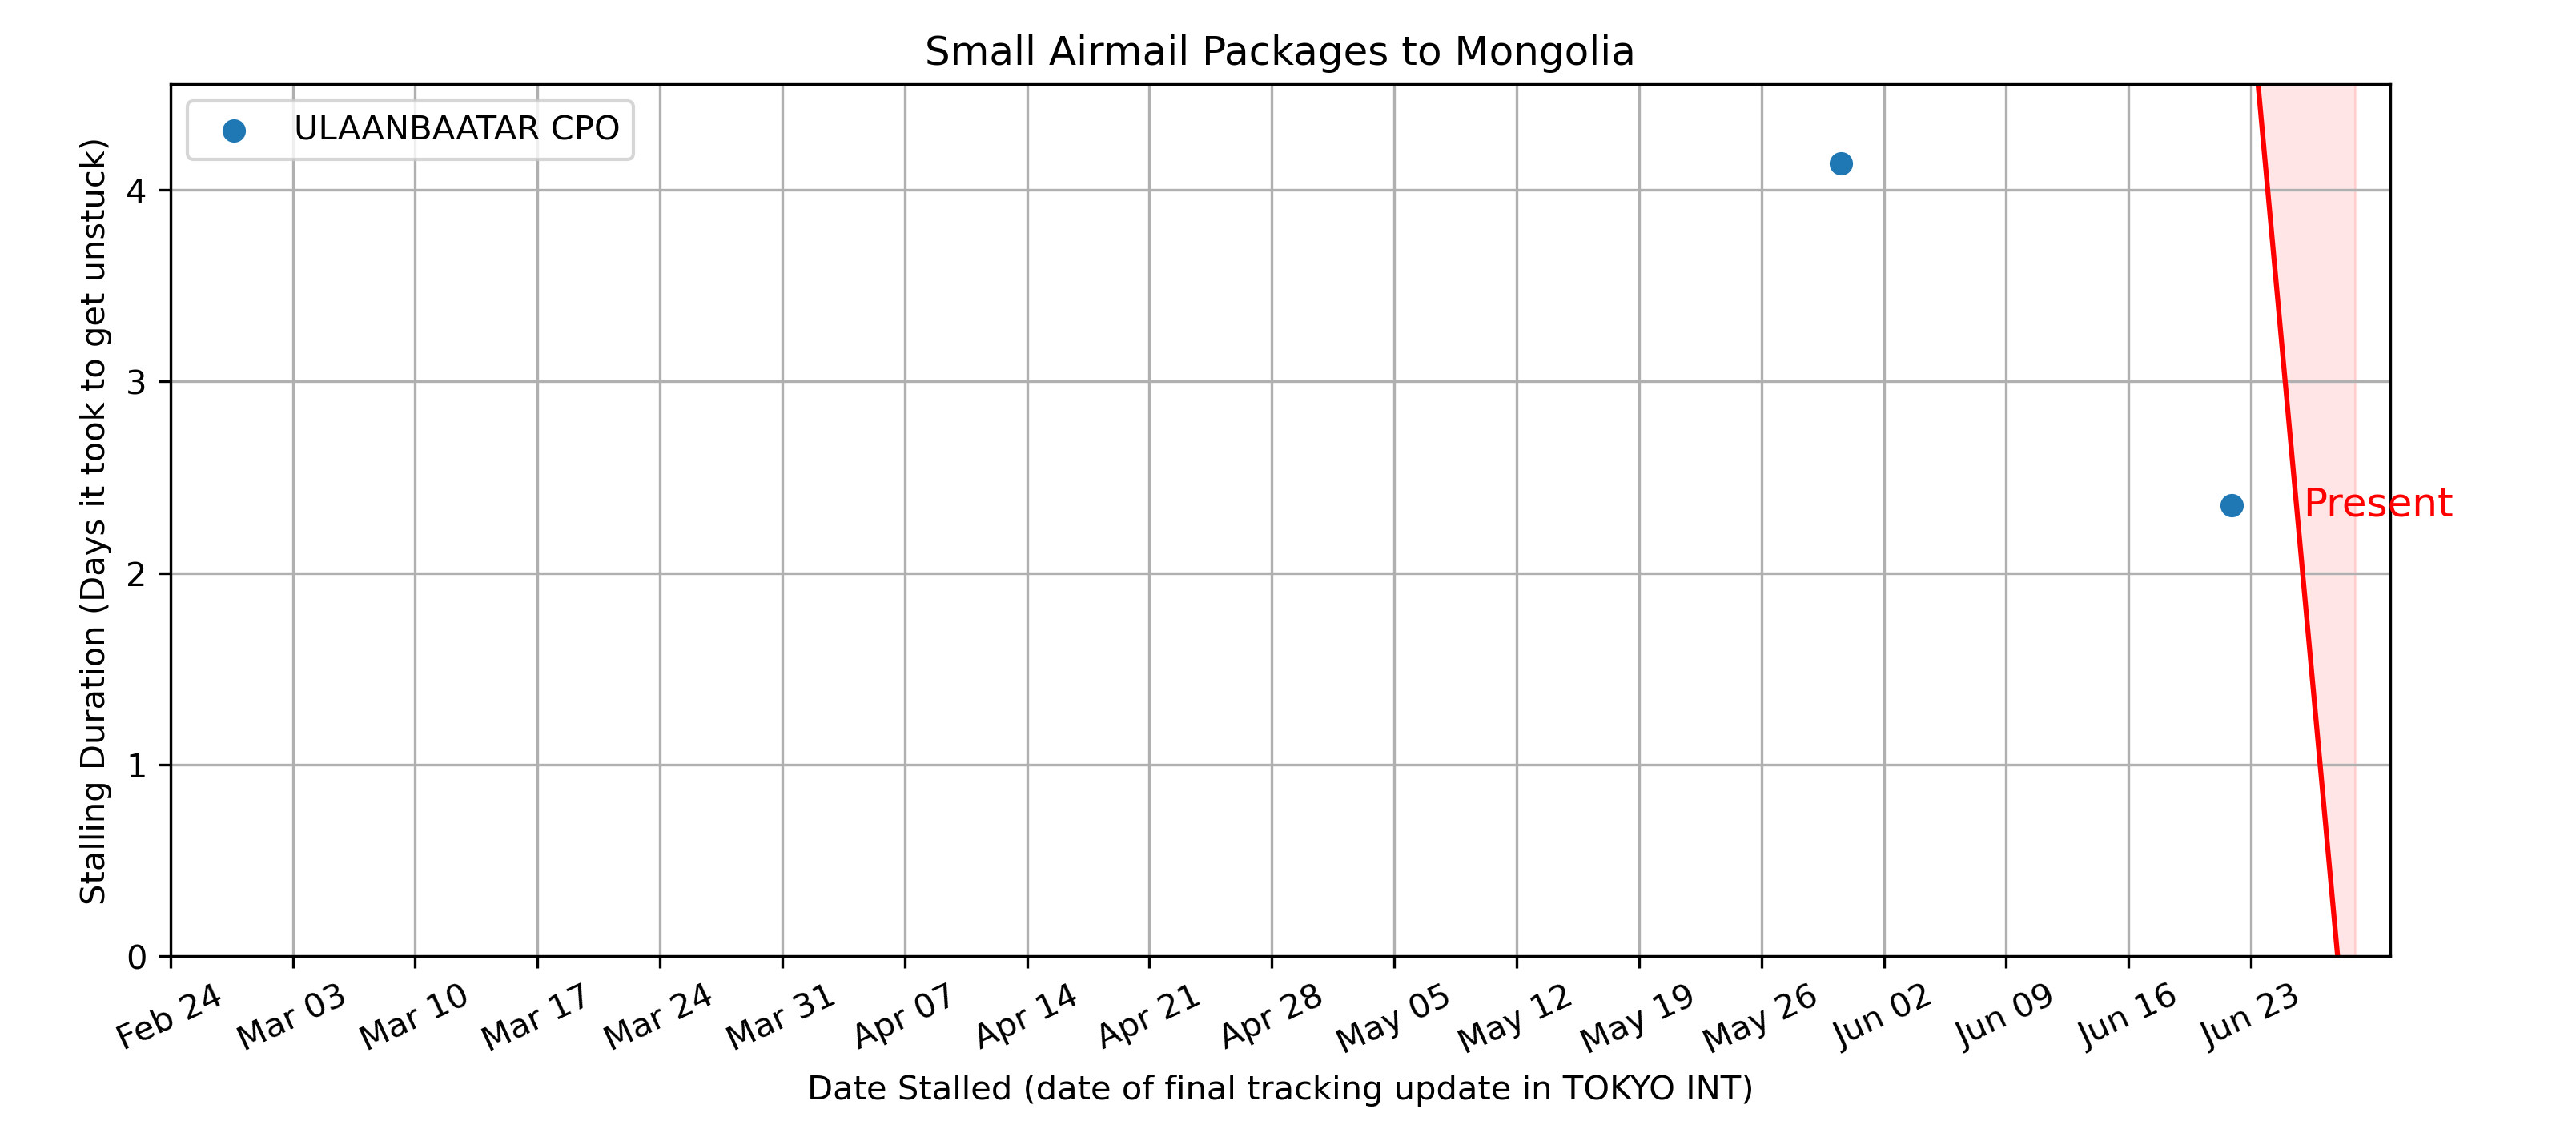 Small Airmail Packages to Mongolia
ULAANBAATAR CPO
Stalling Duration (Days it took to get unstuck)
4
3
2
1
0
Present
Feb 24
Mar 03
Mar 10
Mar 17
Mar 24
Mar 31
Apr 07
Apr 14
Apr 21
Apr 28
May 05
May 12
May 19
May 26
Jun 02
Jun 09
Jun 16
Jun 23
Date Stalled (date of final tracking update in TOKYO INT)